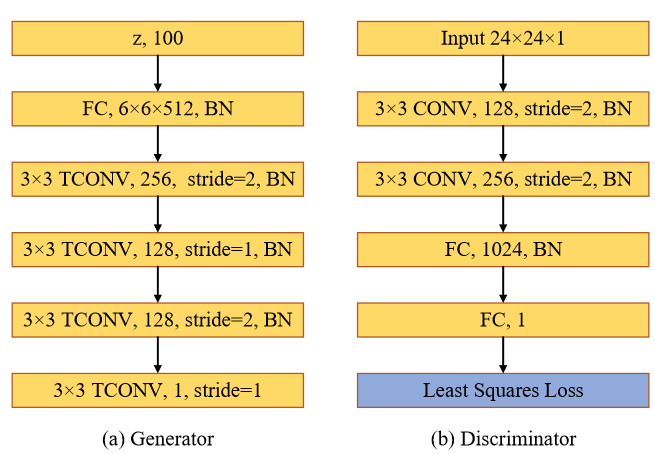 z, 100
FC, 6×6×512, BN
3×3 TCONV, 256, stride=2, BN
3×3 TCONV, 128, stride=1, BN
3×3 TCONV, 128, stride=2, BN
3×3 TCONV, 1, stride=1
(a) Generator
Input 24×24×1
3×3 CONV, 128, stride=2, BN
3×3 CONV, 256, stride=2, BN
FC, 1024, BN
FC, 1
Least Squares Loss
(b) Discriminator